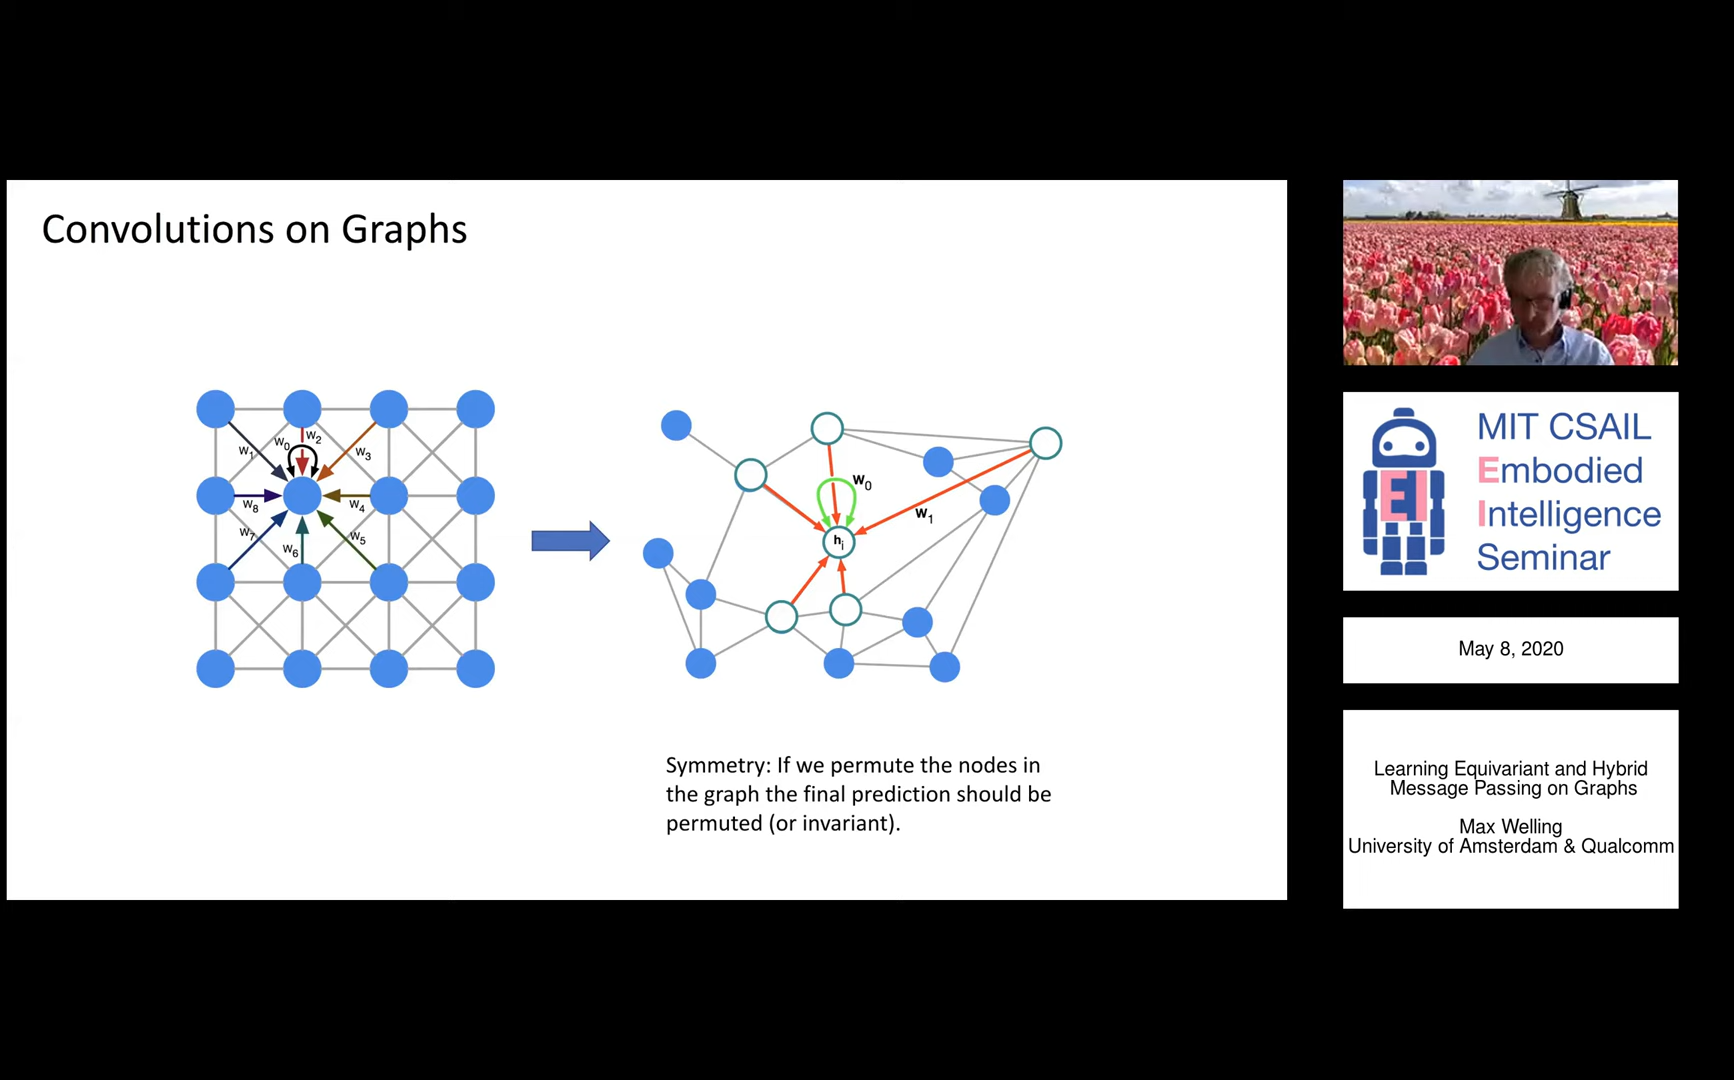 Convolutions on Graphs
w0
w2
w1
w3
w8
w4
w7
w6
w5
w0
w1
hi
Symmetry: If we permute the nodes in
the graph the final prediction should be
permuted (or invariant).
EI
MIT CSAIL
Embodied
Intelligence
Seminar
May 8, 2020
Learning Equivariant and Hybrid
Message Passing on Graphs
Max Welling
University of Amsterdam & Qualcomm